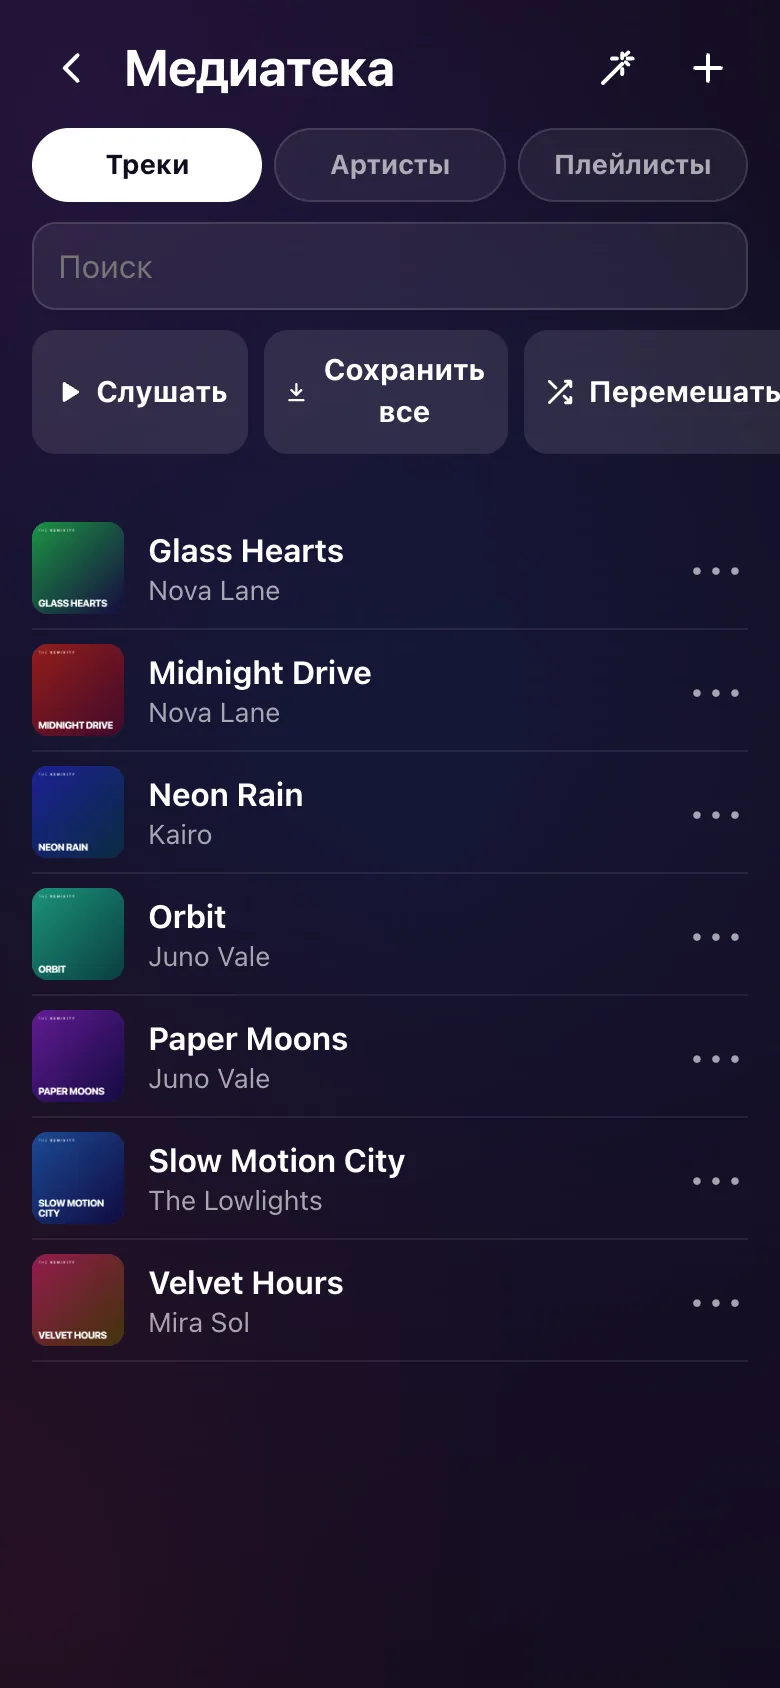 Медиатека
Треки
Артисты
Плейлисты
Поиск
Слушать
Сохранить
все
Перемешать
GLASS HEARTS
Glass Hearts
Nova Lane
MIDNIGHT DRIVE
Midnight Drive
Nova Lane
NEON RAIN
Neon Rain
Kairo
ORBIT
Orbit
Juno Vale
PAPER MOONS
Paper Moons
Juno Vale
SLOW MOTION
CITY
Slow Motion City
The Lowlights
VELVET HOURS
Velvet Hours
Mira Sol